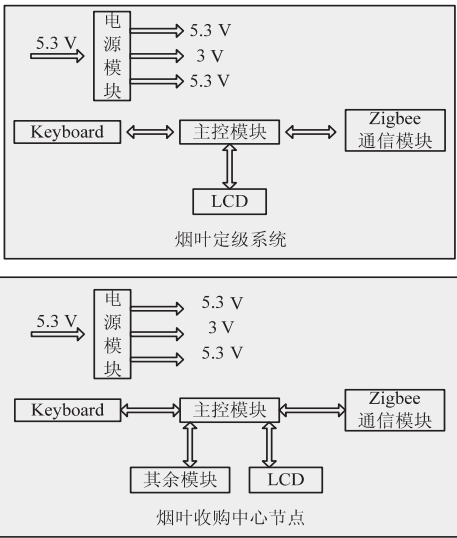 5.3 V
电源模块
5.3 V
3 V
5.3 V
Keyboard
主控模块
Zigbee
通信模块
LCD
烟叶定级系统
5.3 V
电源模块
5.3 V
3 V
5.3 V
Keyboard
主控模块
Zigbee
通信模块
其余模块
LCD
烟叶收购中心节点